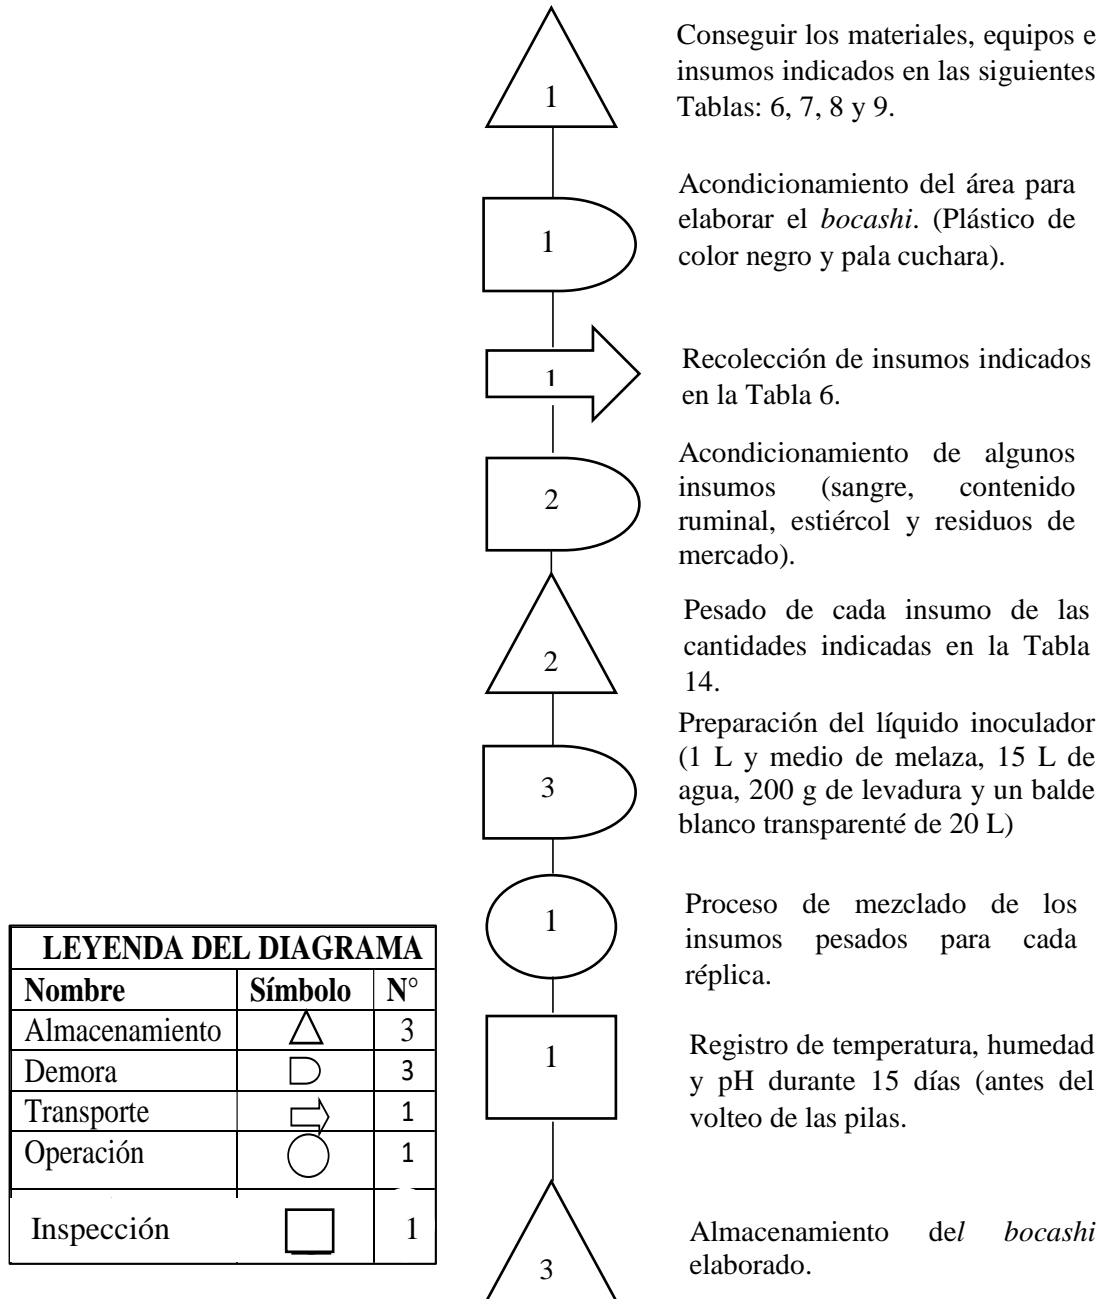 1
Conseguir los materiales, equipos e
insumos indicados en las siguientes
Tablas: 6, 7, 8 y 9.
1
Acondicionamiento del área para
elaborar el bocashi. (Plástico de
color negro y pala cuchara).
1
Recolección de insumos indicados
en la Tabla 6.
2
Acondicionamiento de algunos
insumos (sangre, contenido
ruminal, estiércol y residuos de
mercado).
2
Pesado de cada insumo de las
cantidades indicadas en la Tabla
14.
3
Preparación del líquido inoculador
(1 L y medio de melaza, 15 L de
agua, 200 g de levadura y un balde
blanco transparenté de 20 L)
1
Proceso de mezclado de los
insumos pesados para cada
réplica.
1
Registro de temperatura, humedad
y pH durante 15 días (antes del
volteo de las pilas.
3
Almacenamiento del bocashi
elaborado.
LEYENDA DEL DIAGRAMA
Nombre Símbolo N°
Almacenamiento 3
Demora 3
Transporte 1
Operación 1
Inspección 1